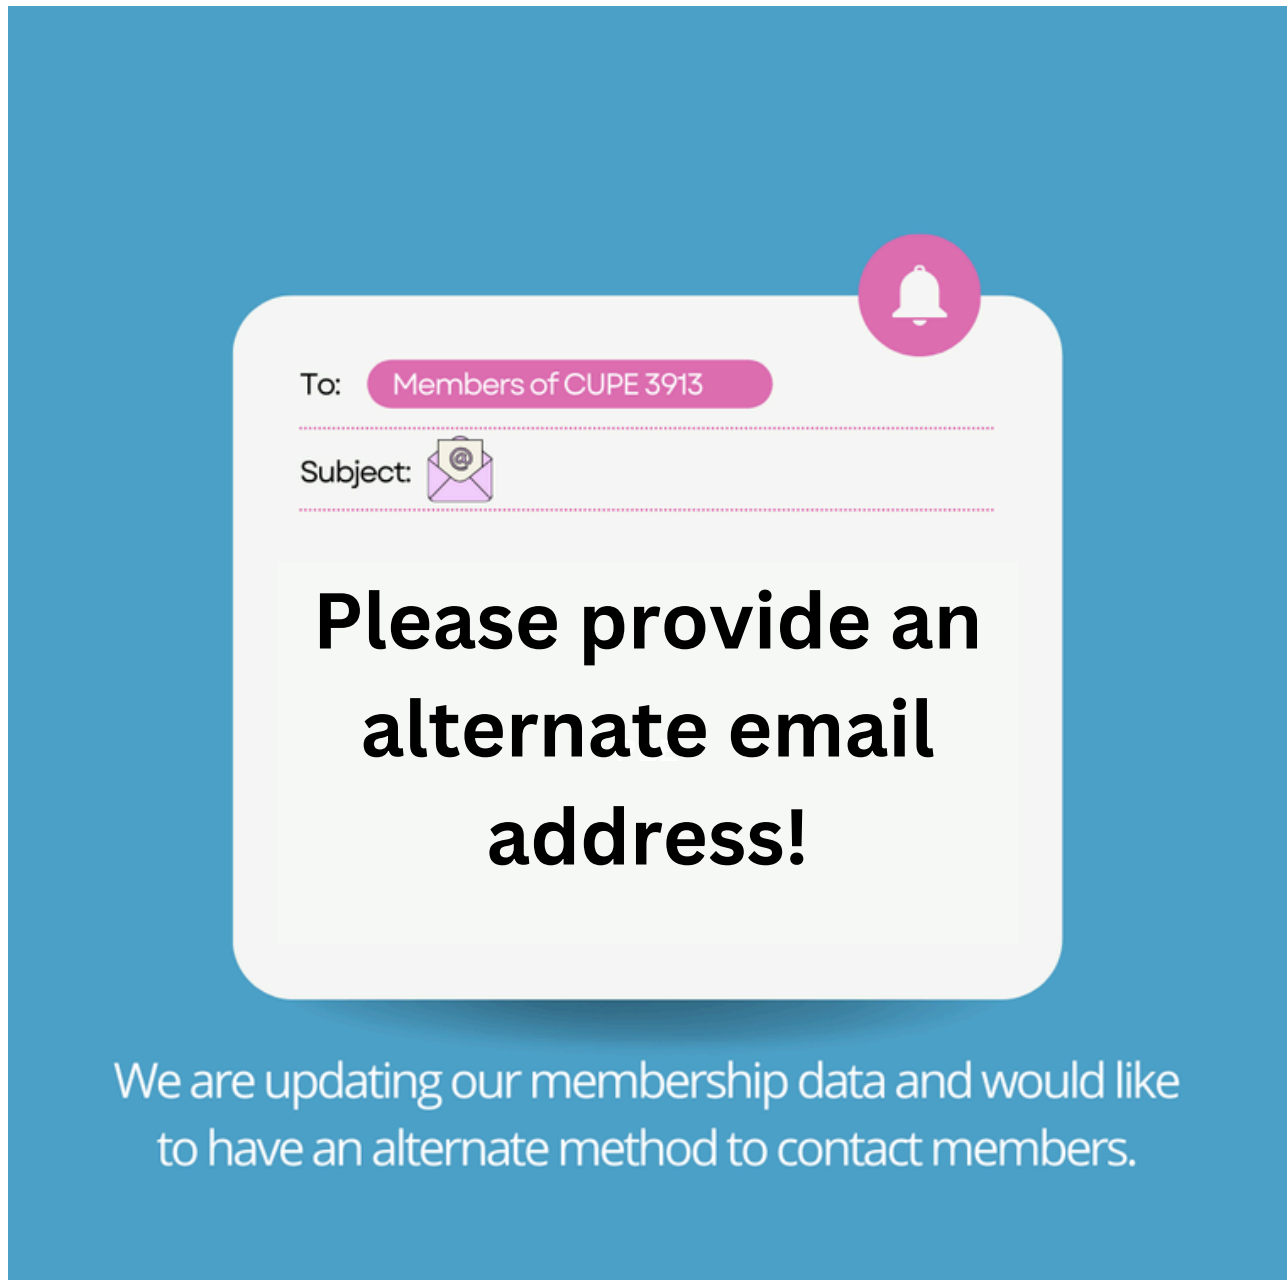 To: Members of CUPE 3913
Subject: @
Please provide an
alternate email
address!
We are updating our membership data and would like
to have an alternate method to contact members.